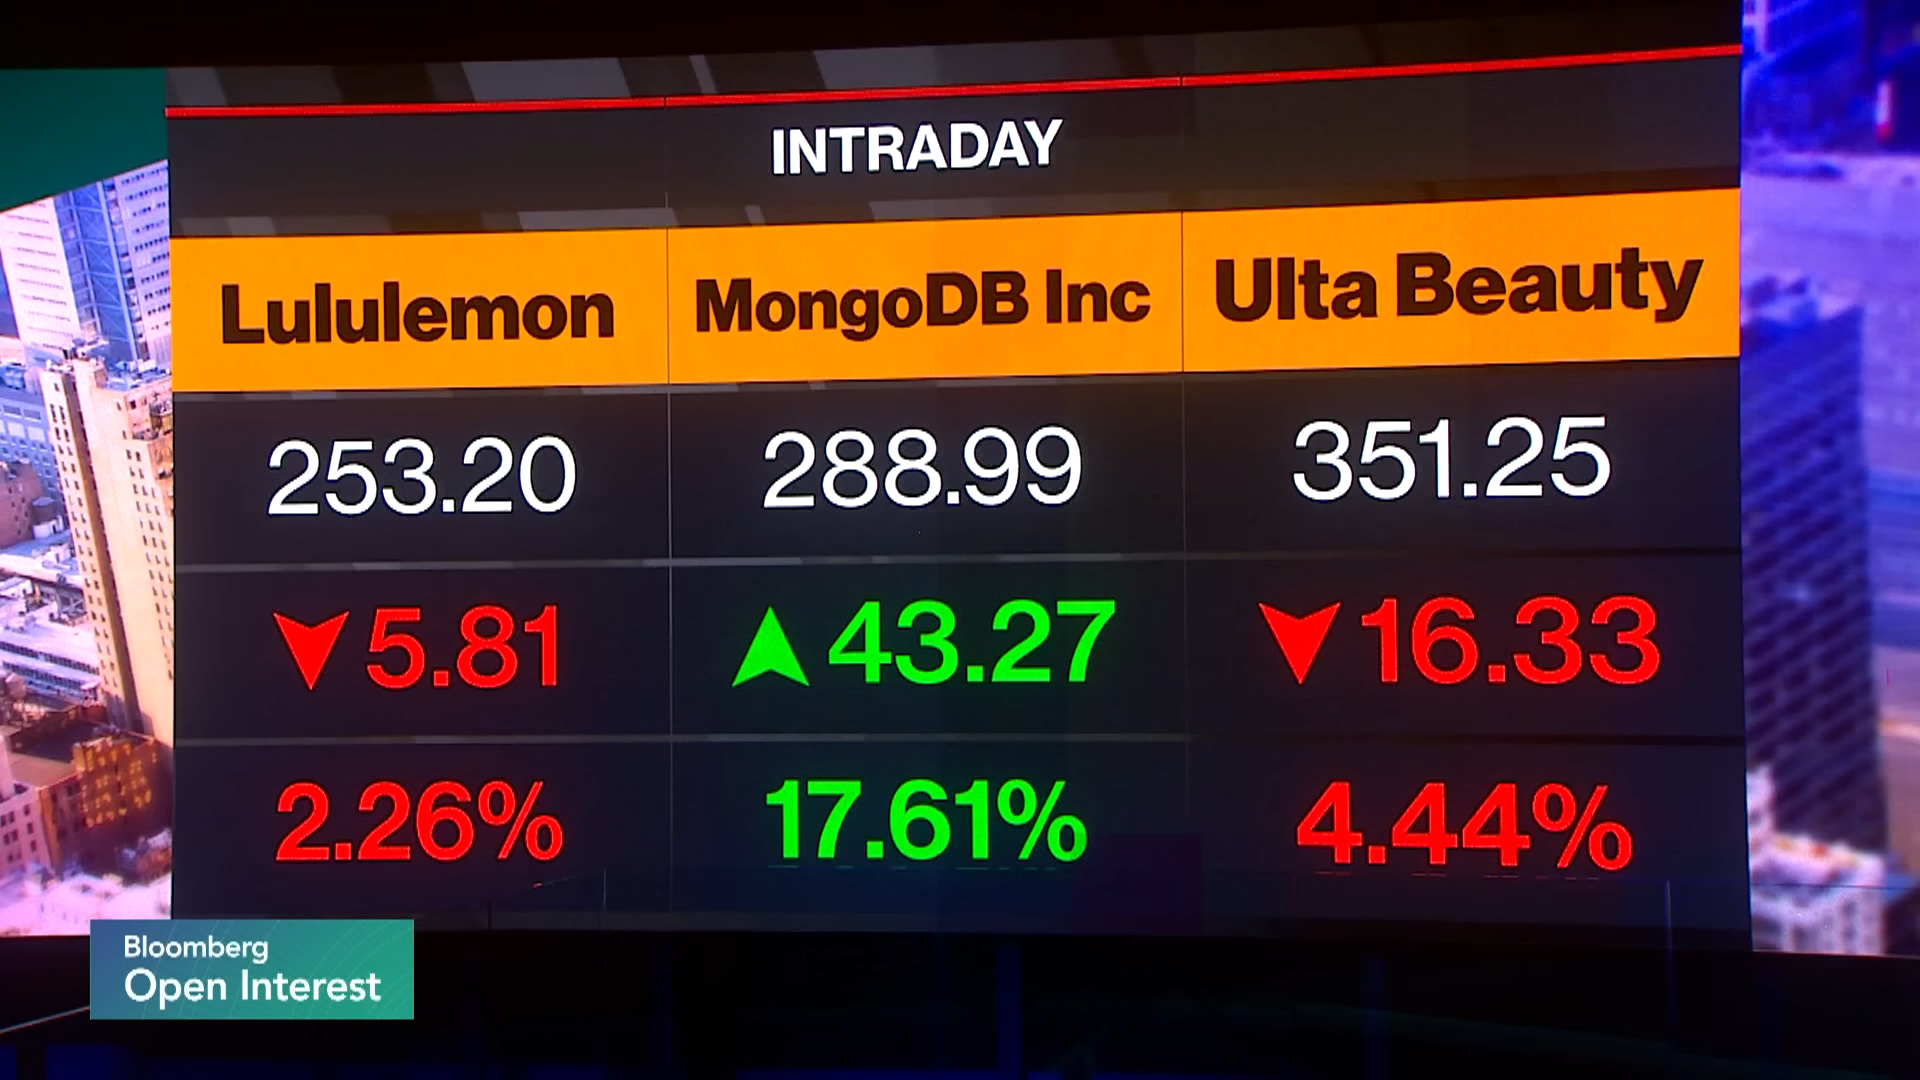 INTRADAY
Lululemon MongoDB Inc Ulta Beauty
253.20 288.99 351.25
▼5.81 ▲43.27 ▼16.33
2.26% 17.61% 4.44%
Bloomberg
Open Interest